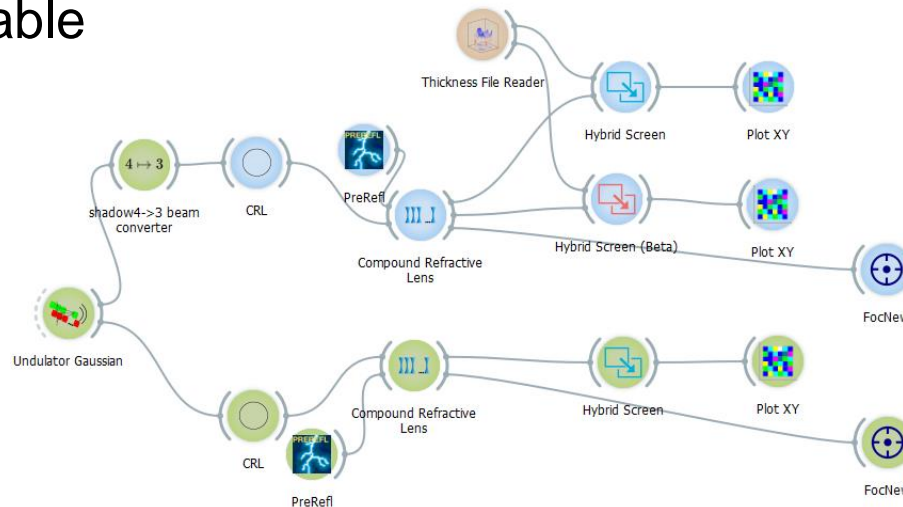 able
Thickness File Reader
Hybrid Screen
Plot XY
PREREFL
PreRefl
4 ↦ 3
shadow4->3 beam
converter
CRL
Compound Refractive
Lens
Hybrid Screen (Beta)
Plot XY
FocNew
Undulator Gaussian
Compound Refractive
Lens
Hybrid Screen
Plot XY
CRL
PREREFL
PreRefl
FocNew